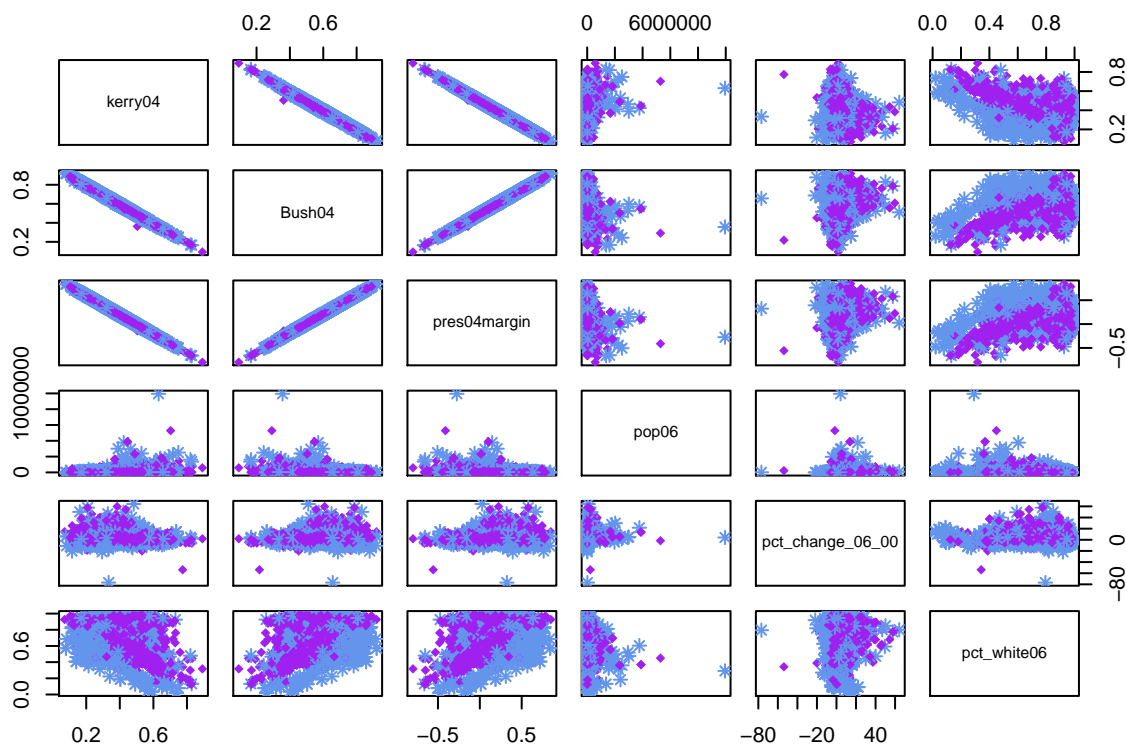 0.2 0.6 0 6000000 0.0 0.4 0.8
kerry04 0.2 0.8
0.2 0.8 Bush04
pres04margin −0.5
0 10000000 pop06
pct_change_06_00 −80 0
0.0 0.6 pct_white06
0.2 0.6 −0.5 0.5 −80 −20 40